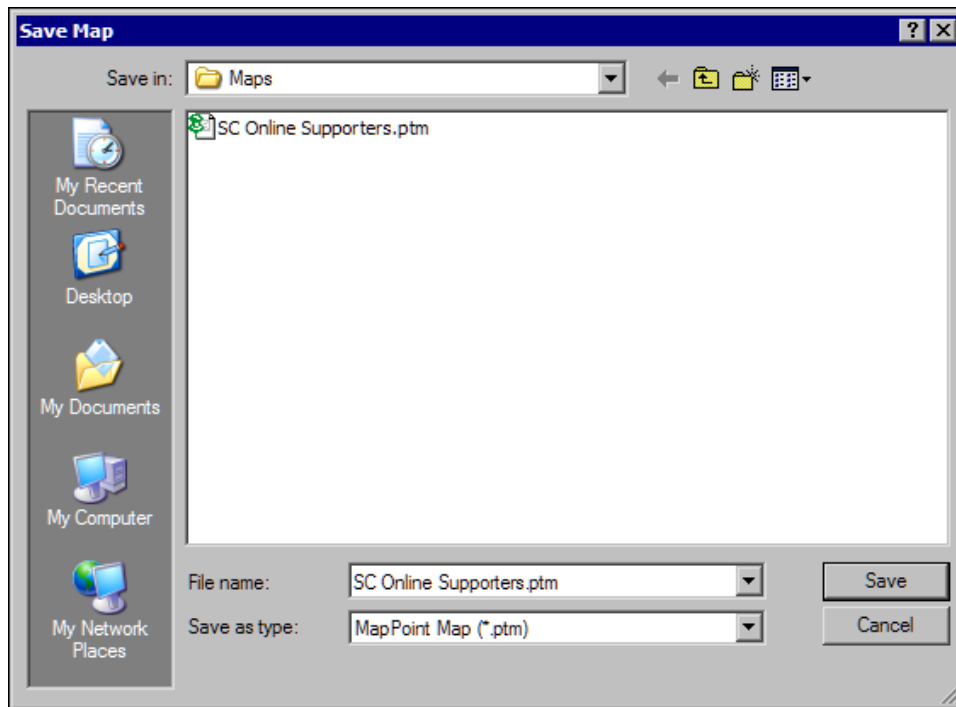 Save Map
Save in: Maps
SC Online Supporters.ptm
My Recent
Documents
Desktop
My Documents
My Computer
My Network
Places
File name: SC Online Supporters.ptm Save
Save as type: MapPoint Map (*.ptm) Cancel